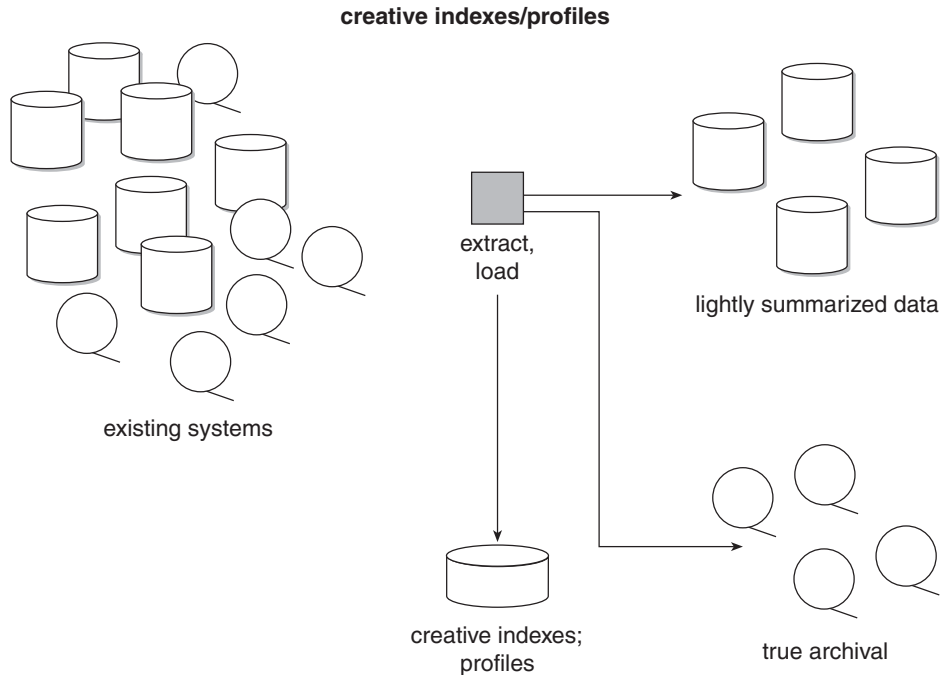 creative indexes/profiles
extract,
load
lightly summarized data
existing systems
creative indexes;
profiles
true archival